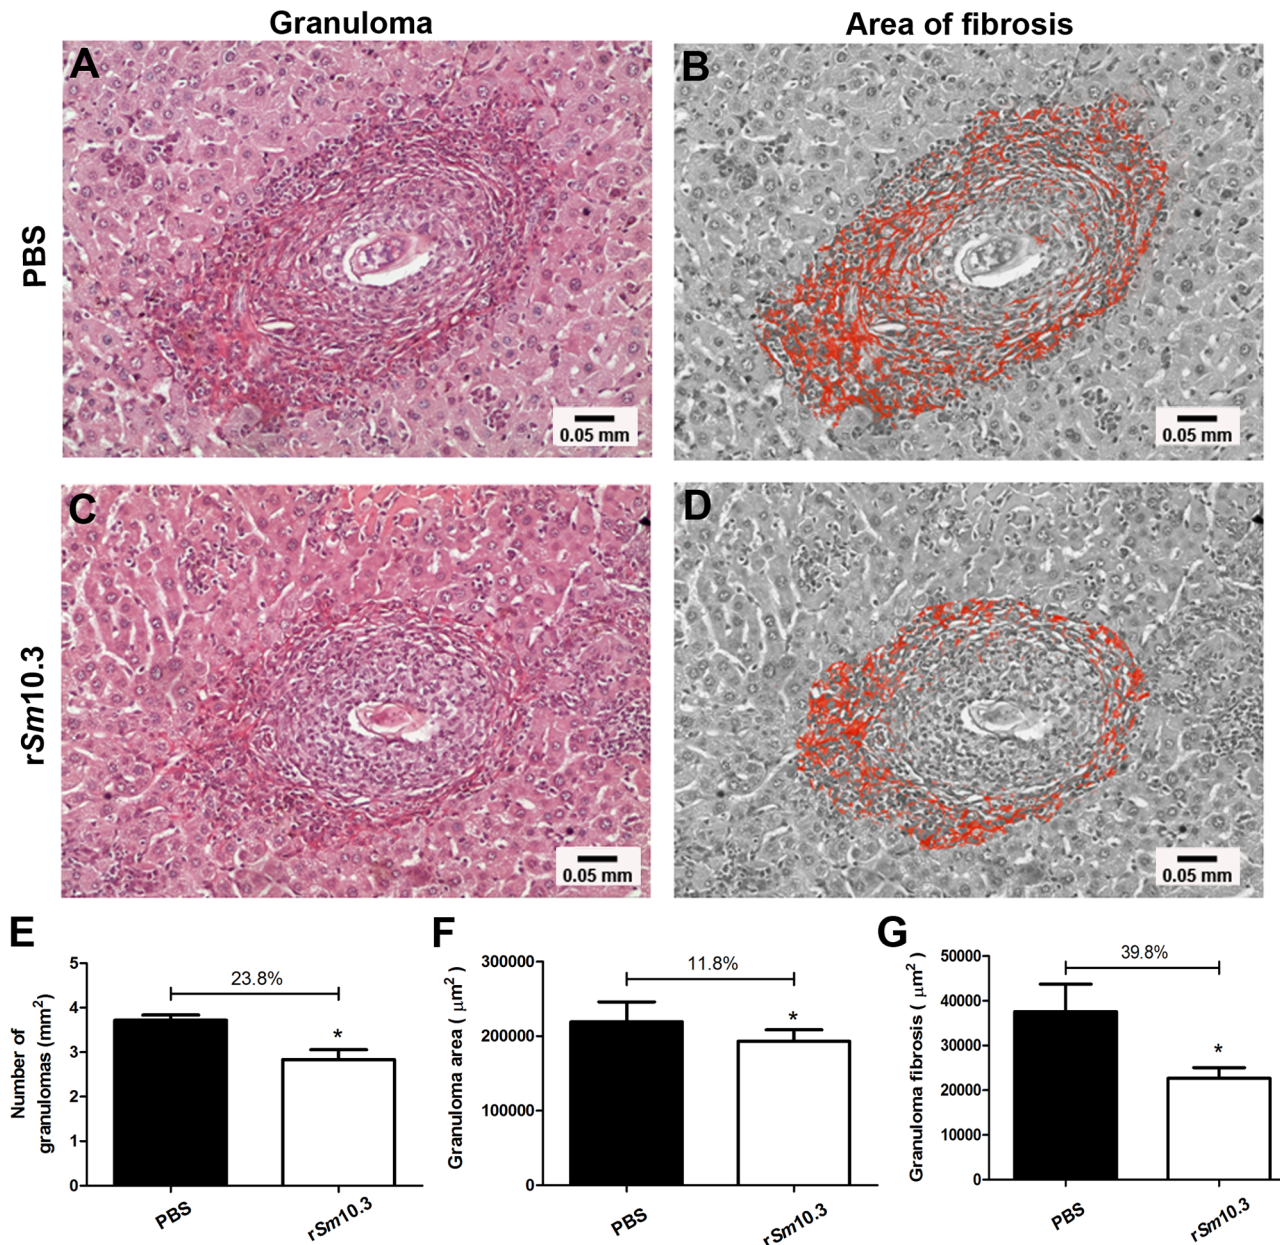 Granuloma
Area of fibrosis
PBS
A
0.05 mm
B
0.05 mm
rSm10.3
C
0.05 mm
D
0.05 mm
E
Number of
granulomas (mm²)
5
4
3
2
1
0
23.8%
*
PBS
rSm10.3
F
Granuloma area ( μm² )
300000
200000
100000
0
11.8%
*
PBS
rSm10.3
G
Granuloma fibrosis ( μm² )
50000
40000
30000
20000
10000
0
39.8%
*
PBS
rSm10.3